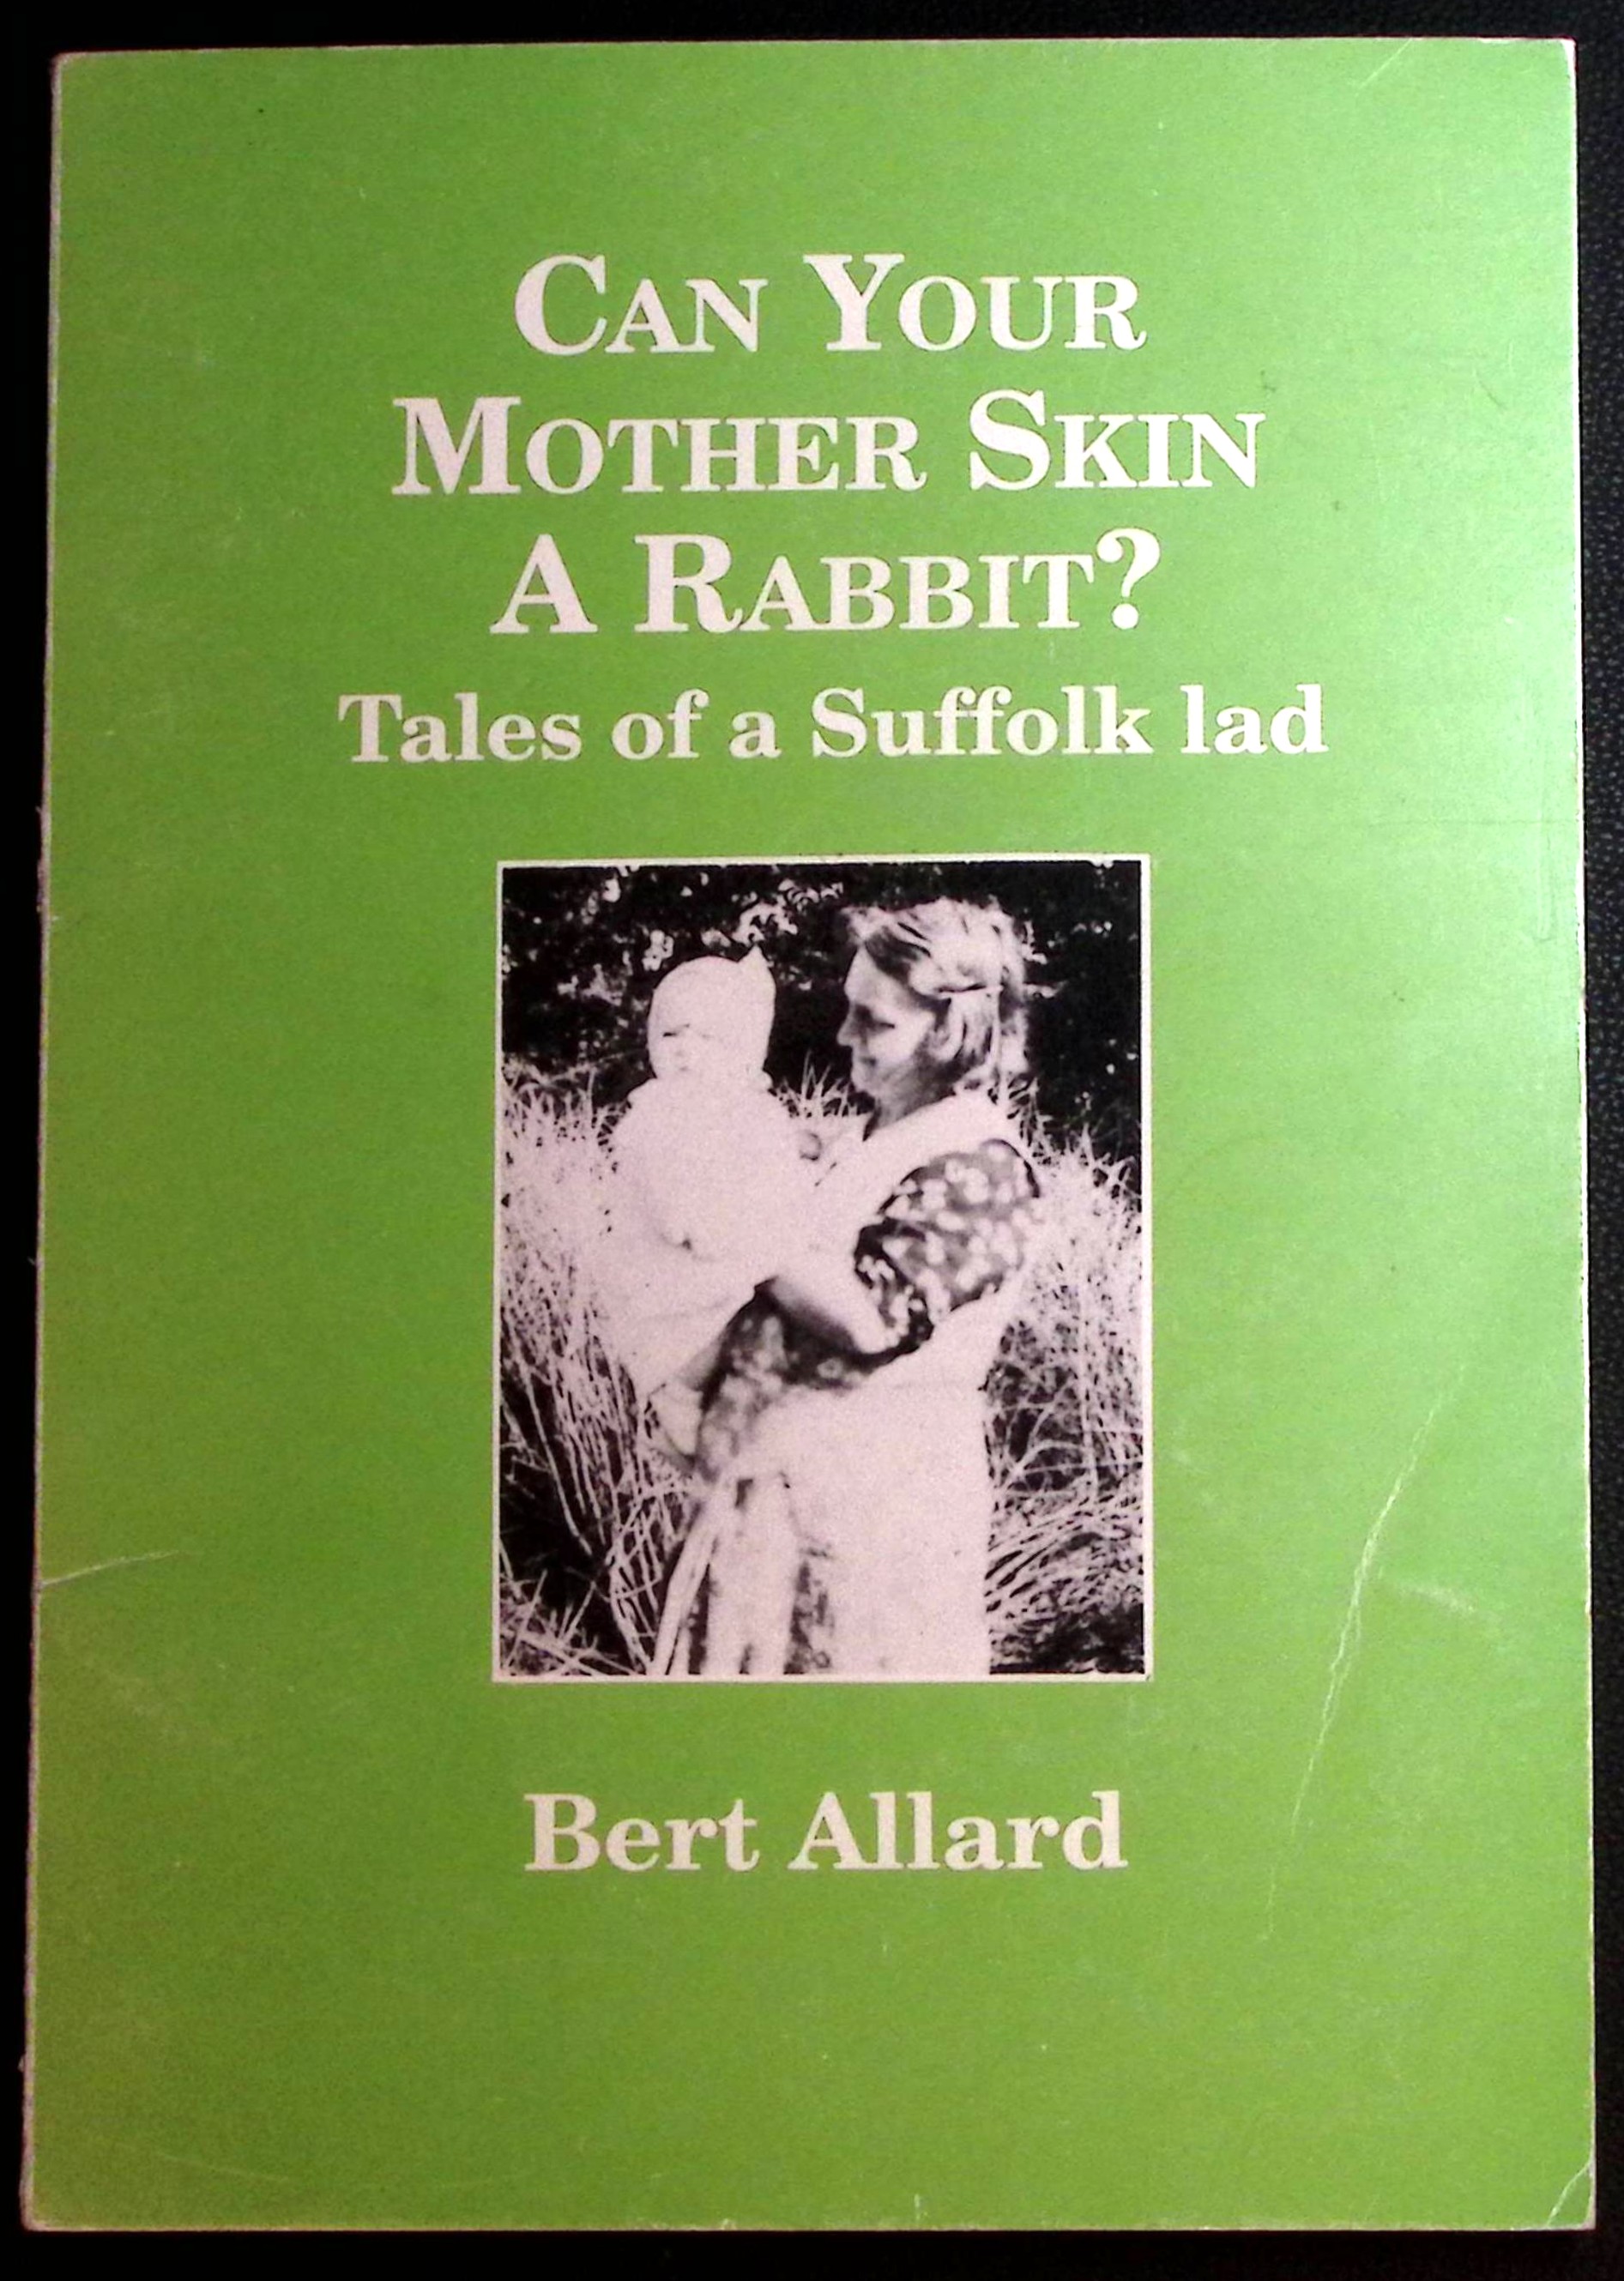 CAN YOUR
MOTHER SKIN
A RABBIT?
Tales of a Suffolk lad
Bert Allard